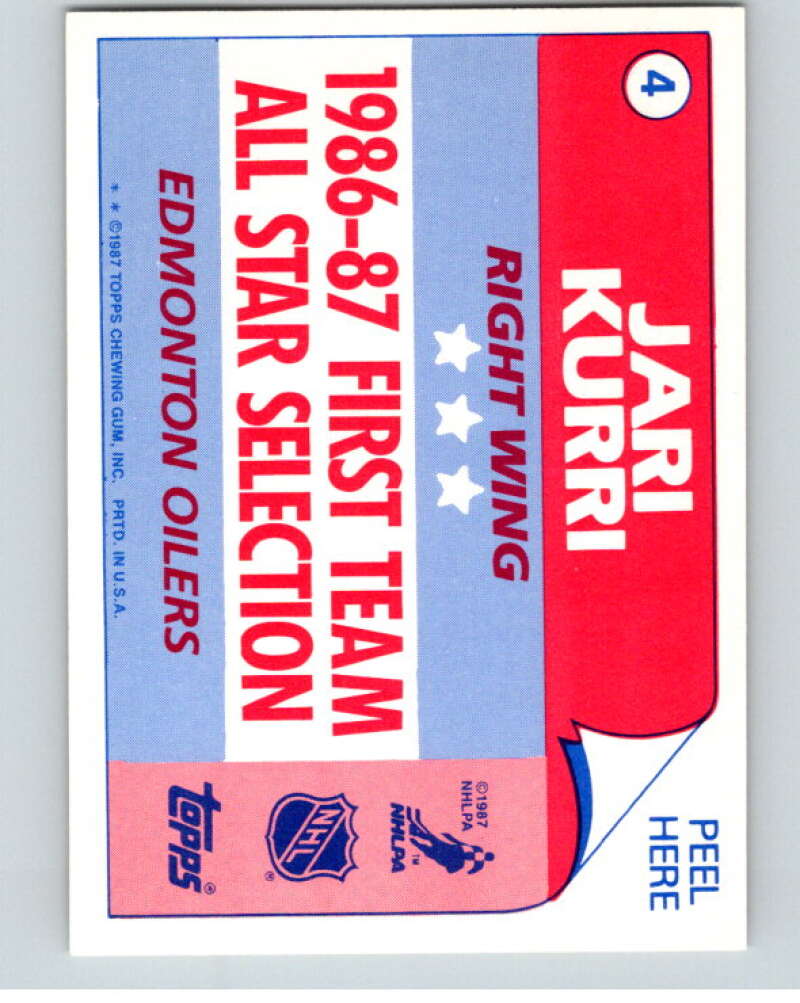 4
JARI
KURRI
PEEL
HERE
RIGHT WING
1986-87 FIRST TEAM
ALL STAR SELECTION
EDMONTON OILERS
* * ©1987 TOPPS CHEWING GUM, INC. PRTD. IN U.S.A.
©1987
NHLPA
NHLPA™
NHL®
topps®